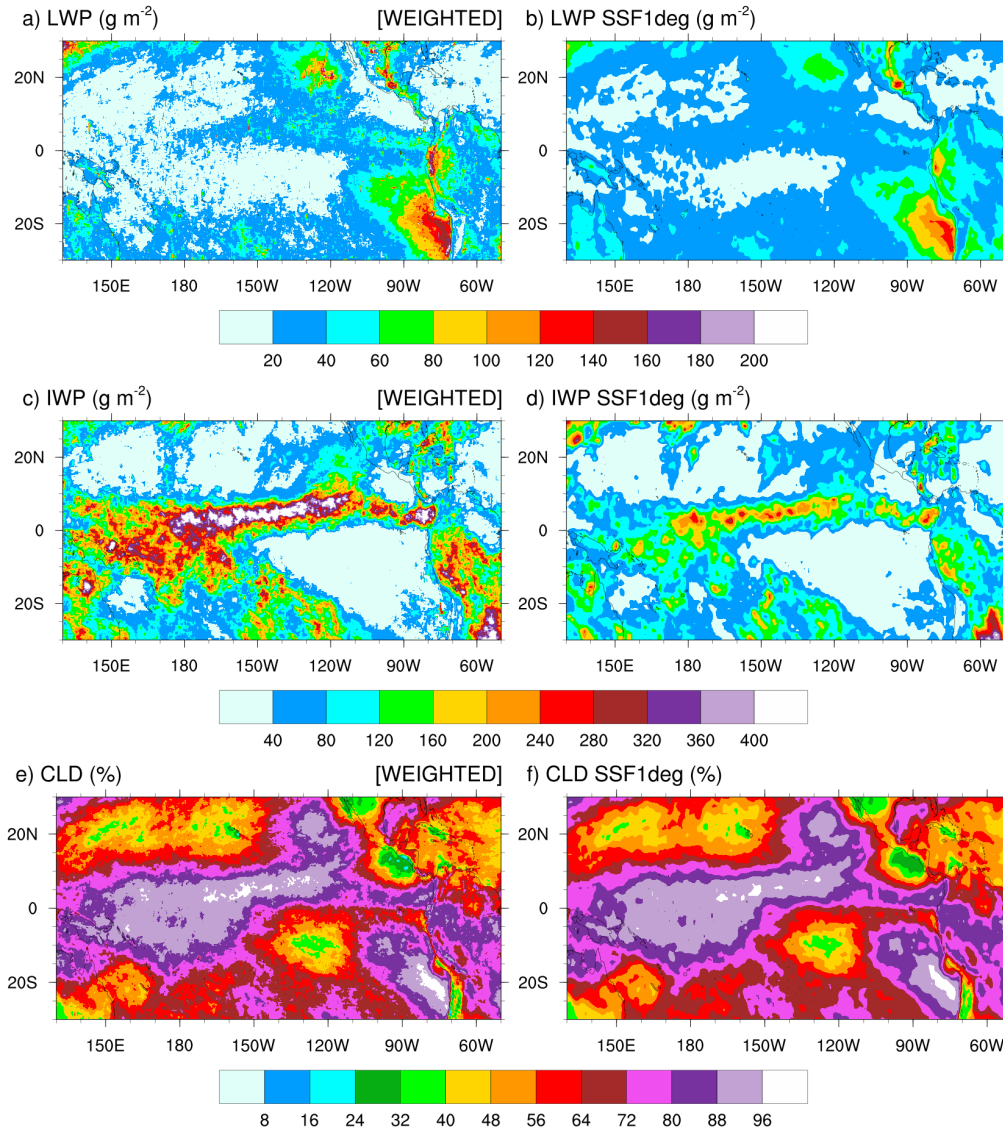 a) LWP (g m-2) [WEIGHTED] b) LWP SSF1deg (g m-2)
20N 20N
0 0
20S 20S
150E 180 150W 120W 90W 60W 150E 180 150W 120W 90W 60W
20 40 60 80 100 120 140 160 180 200
c) IWP (g m-2) [WEIGHTED] d) IWP SSF1deg (g m-2)
20N 20N
0 0
20S 20S
150E 180 150W 120W 90W 60W 150E 180 150W 120W 90W 60W
40 80 120 160 200 240 280 320 360 400
e) CLD (%) [WEIGHTED] f) CLD SSF1deg (%)
20N 20N
0 0
20S 20S
150E 180 150W 120W 90W 60W 150E 180 150W 120W 90W 60W
8 16 24 32 40 48 56 64 72 80 88 96